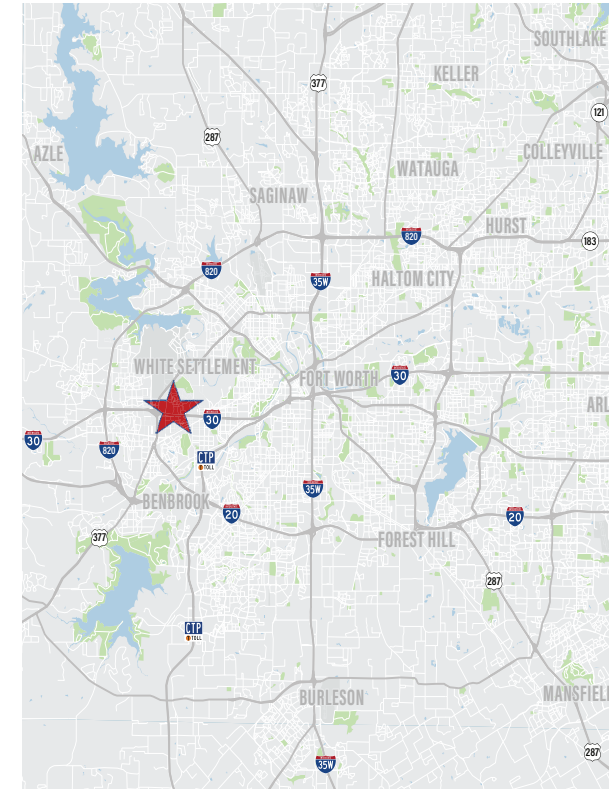 SOUTHLAKE
KELLER
377
121
287
AZLE
COLLEYVILLE
WATAUGA
SAGINAW
HURST
820
183
820
HALTOM CITY
35W
WHITE SETTLEMENT
FORT WORTH
30
ARL
30
30
820
CTP
TOLL
35W
BENBROOK
20
20
377
FOREST HILL
287
CTP
TOLL
BURLESON
MANSFIEL
287
35W